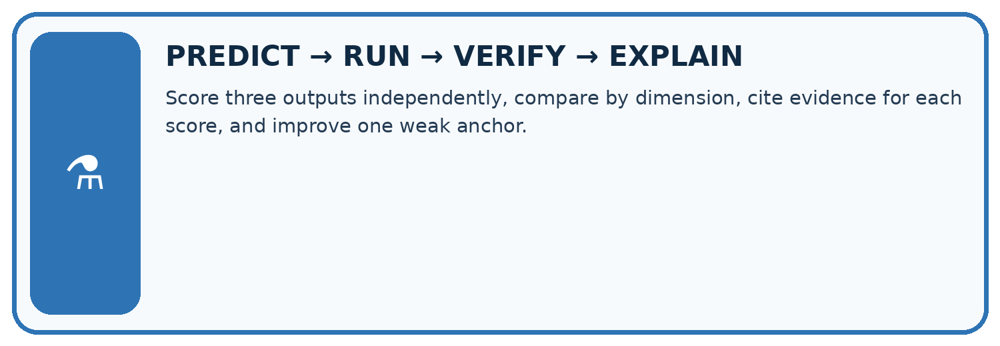 PREDICT → RUN → VERIFY → EXPLAIN
Score three outputs independently, compare by dimension, cite evidence for each
score, and improve one weak anchor.